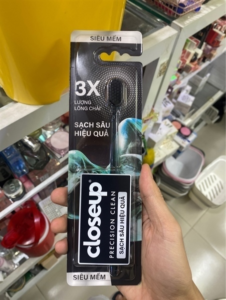 SIÊU MỀM
3X
LƯỢNG
LÔNG CHẢI
SẠCH SÂU
HIỆU QUẢ
closeup
PRECISION CLEAN
SẠCH SÂU HIỆU QUẢ
SIÊU MỀM